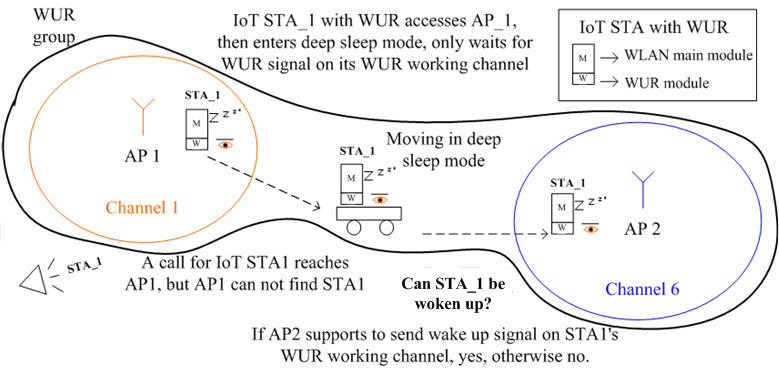 WUR
group
IoT STA_1 with WUR accesses AP_1,
then enters deep sleep mode, only waits for
WUR signal on its WUR working channel
IoT STA with WUR
M
WLAN main module
W
WUR module
STA_1
M
W
Z z z z
AP 1
Channel 1
STA_1
M
W
Z z z z
Moving in deep
sleep mode
STA_1
M
W
Z z z z
AP 2
Channel 6
STA_1
A call for IoT STA1 reaches
AP1, but AP1 can not find STA1
Can STA_1 be
woken up?
If AP2 supports to send wake up signal on STA1's
WUR working channel, yes, otherwise no.